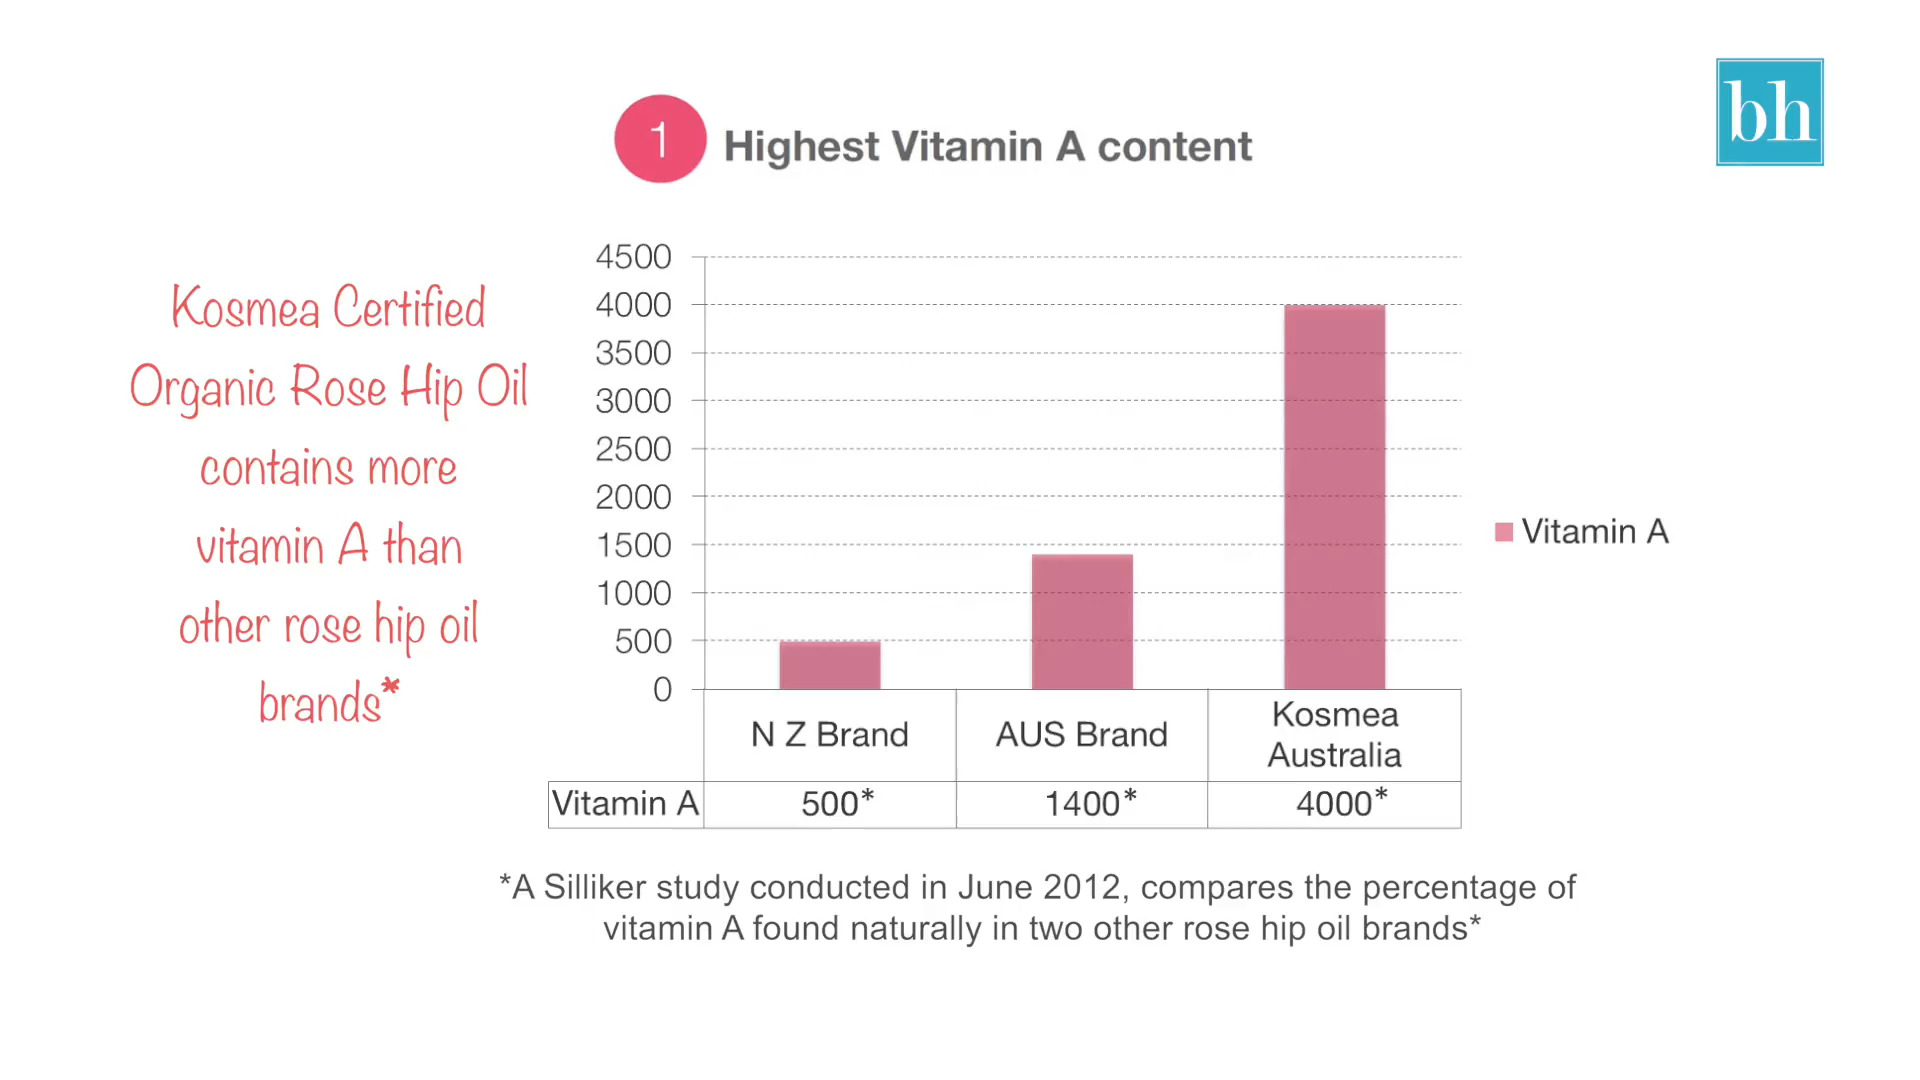 bh
1 Highest Vitamin A content
Kosmea Certified
Organic Rose Hip Oil
contains more
vitamin A than
other rose hip oil
brands*
4500
4000
3500
3000
2500
2000
1500
1000
500
0
Vitamin A
N Z Brand
AUS Brand
Kosmea
Australia
Vitamin A 500* 1400* 4000*
*A Silliker study conducted in June 2012, compares the percentage of
vitamin A found naturally in two other rose hip oil brands*